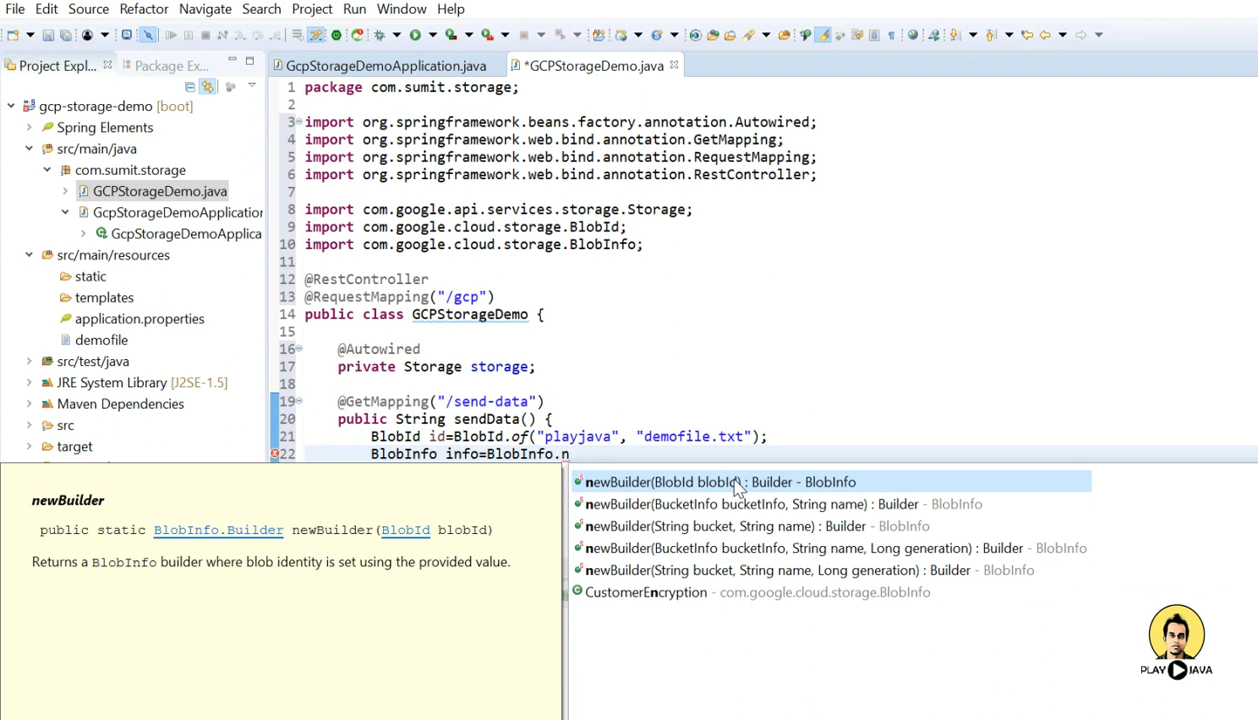 File Edit Source Refactor Navigate Search Project Run Window Help
Project Expl...
Package Ex...
GcpStorageDemoApplication.java
*GCPStorageDemo.java
gcp-storage-demo [boot]
Spring Elements
src/main/java
com.sumit.storage
GCPStorageDemo.java
GcpStorageDemoApplication
GcpStorageDemoApplica
src/main/resources
static
templates
application.properties
demofile
src/test/java
JRE System Library [J2SE-1.5]
Maven Dependencies
src
target
1 package com.sumit.storage;
2
3 import org.springframework.beans.factory.annotation.Autowired;
4 import org.springframework.web.bind.annotation.GetMapping;
5 import org.springframework.web.bind.annotation.RequestMapping;
6 import org.springframework.web.bind.annotation.RestController;
7
8 import com.google.api.services.storage.Storage;
9 import com.google.cloud.storage.BlobId;
10 import com.google.cloud.storage.BlobInfo;
11
12 @RestController
13 @RequestMapping("/gcp")
14 public class GCPStorageDemo {
15
16 @Autowired
17 private Storage storage;
18
19 @GetMapping("/send-data")
20 public String sendData() {
21 BlobId id=BlobId.of("playjava", "demofile.txt");
22 BlobInfo info=BlobInfo.n
newBuilder
public static BlobInfo.Builder newBuilder(BlobId blobId)
Returns a BlobInfo builder where blob identity is set using the provided value.
newBuilder(BlobId blobId) : Builder - BlobInfo
newBuilder(BucketInfo bucketInfo, String name) : Builder - BlobInfo
newBuilder(String bucket, String name) : Builder - BlobInfo
newBuilder(BucketInfo bucketInfo, String name, Long generation) : Builder - BlobInfo
newBuilder(String bucket, String name, Long generation) : Builder - BlobInfo
CustomerEncryption - com.google.cloud.storage.BlobInfo
PLAY JAVA